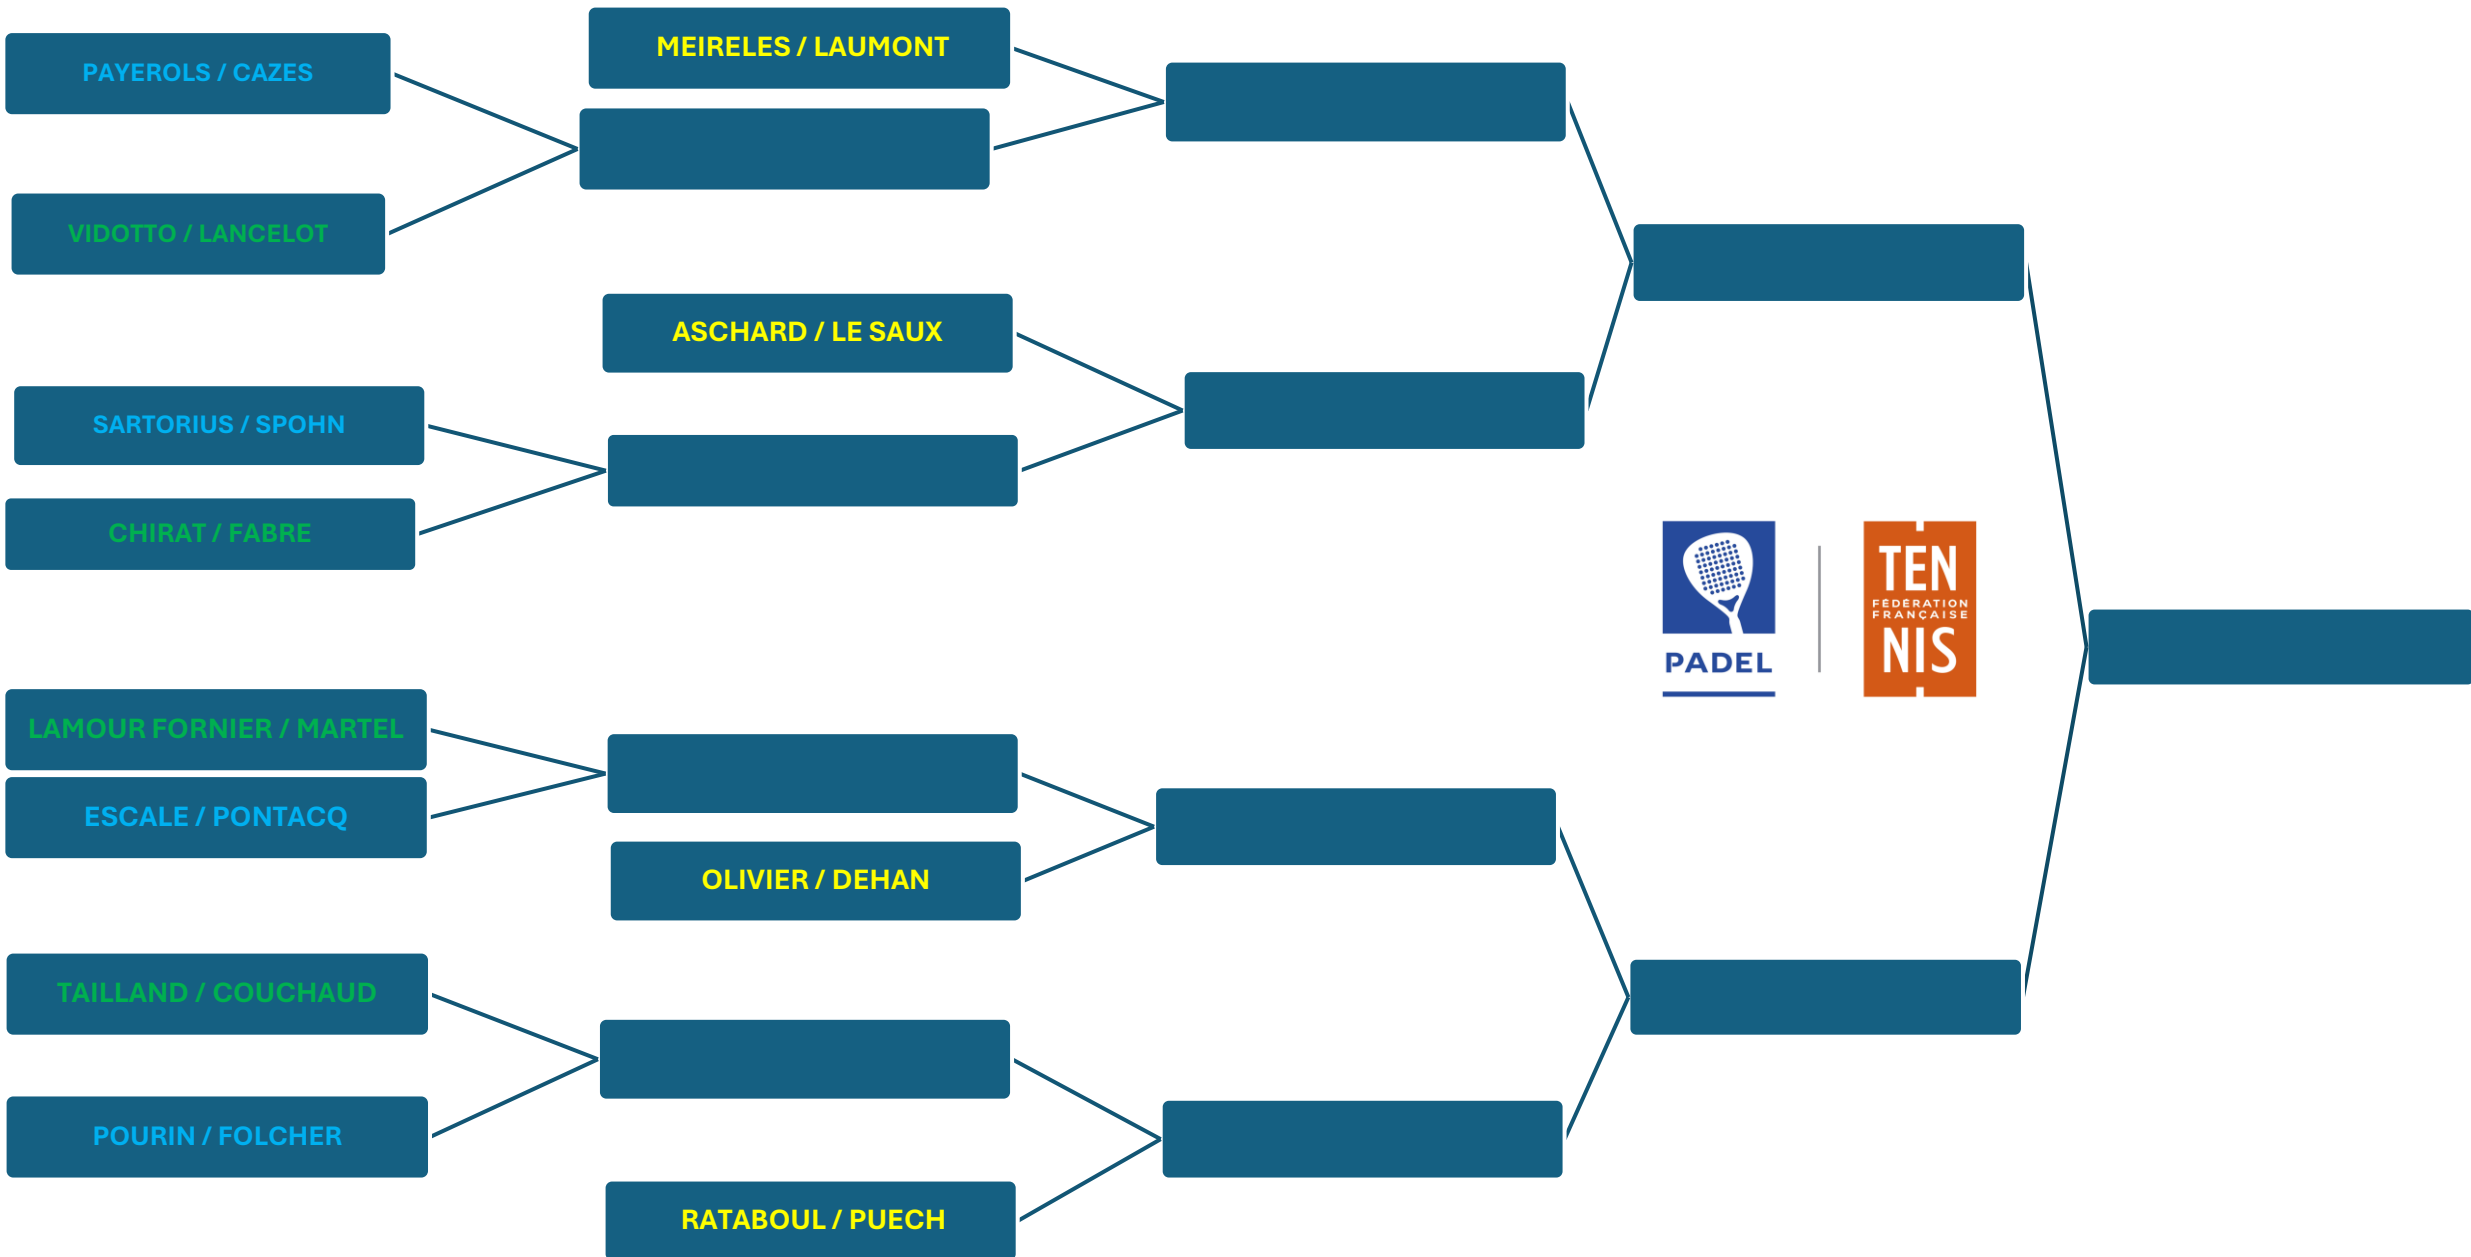 MEIRELES / LAUMONT
PAYEROLS / CAZES
VIDOTTO / LANCELOT
ASCHARD / LE SAUX
SARTORIUS / SPOHN
CHIRAT / FABRE
PADEL
TEN
FÉDÉRATION
FRANÇAISE
NIS
LAMOUR FORNIER / MARTEL
ESCALE / PONTACQ
OLIVIER / DEHAN
TAILLAND / COUCHAUD
POURIN / FOLCHER
RATABOUL / PUECH